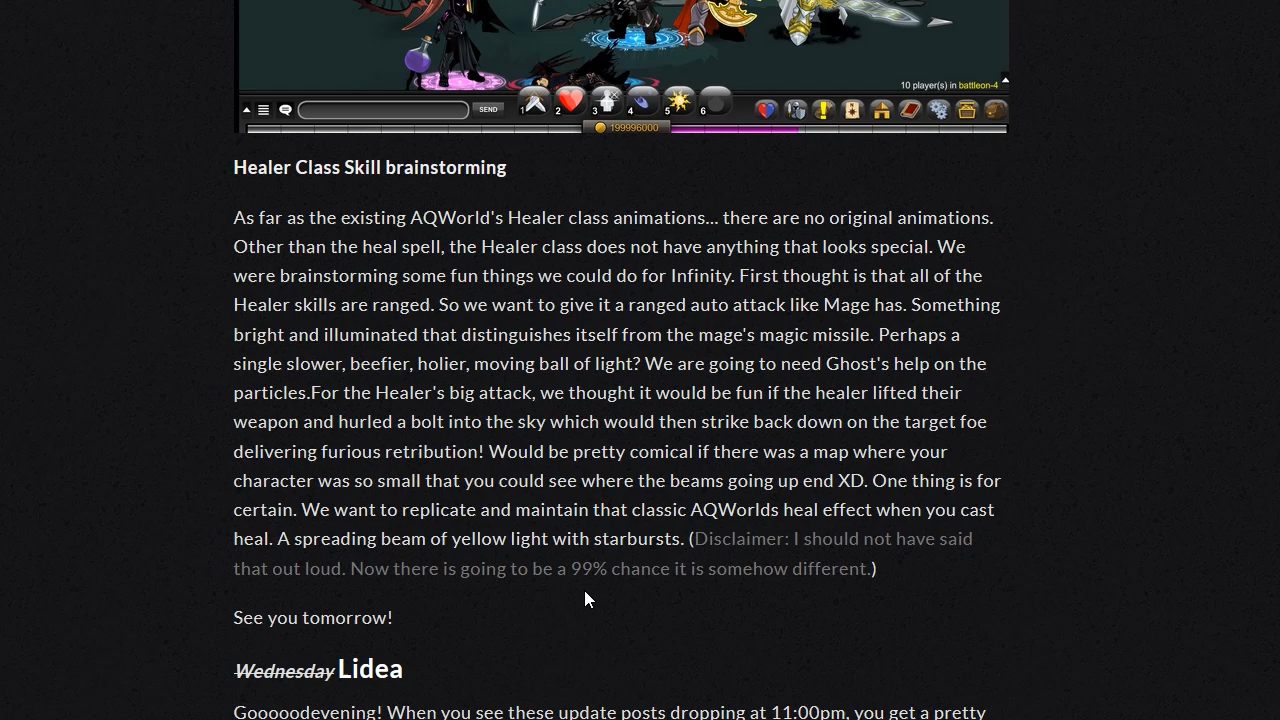 10 player(s) in battleon-4
SEND
1 2 3 4 5 6
199996000
Healer Class Skill brainstorming
As far as the existing AQWorld's Healer class animations... there are no original animations.
Other than the heal spell, the Healer class does not have anything that looks special. We
were brainstorming some fun things we could do for Infinity. First thought is that all of the
Healer skills are ranged. So we want to give it a ranged auto attack like Mage has. Something
bright and illuminated that distinguishes itself from the mage's magic missile. Perhaps a
single slower, beefier, holier, moving ball of light? We are going to need Ghost's help on the
particles.For the Healer's big attack, we thought it would be fun if the healer lifted their
weapon and hurled a bolt into the sky which would then strike back down on the target foe
delivering furious retribution! Would be pretty comical if there was a map where your
character was so small that you could see where the beams going up end XD. One thing is for
certain. We want to replicate and maintain that classic AQWorlds heal effect when you cast
heal. A spreading beam of yellow light with starbursts. (Disclaimer: I should not have said
that out loud. Now there is going to be a 99% chance it is somehow different.)
See you tomorrow!
Wednesday Lidea
Gooooodevening! When you see these update posts dropping at 11:00pm, you get a pretty